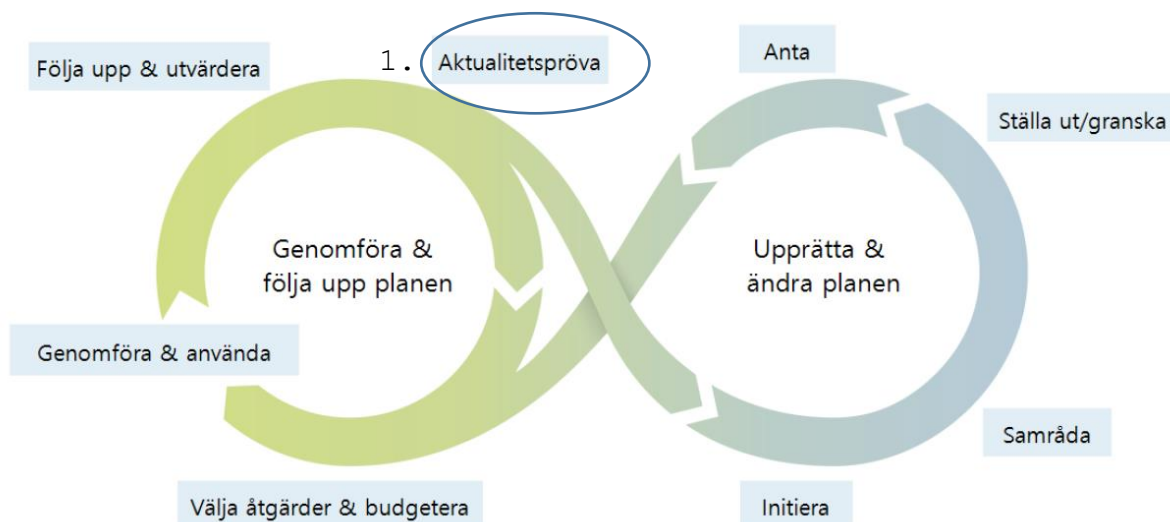 Följa upp & utvärdera
1. Aktualitetspröva
Anta
Ställa ut/granska
Genomföra &
följa upp planen
Upprätta &
ändra planen
Genomföra & använda
Samråda
Välja åtgärder & budgetera
Initiera